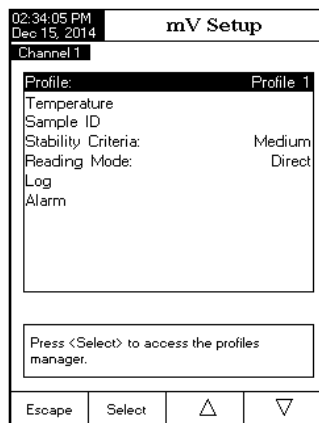 02:34:05 PM
Dec 15, 2014
mV Setup
Channel 1
Profile: Profile 1
Temperature
Sample ID
Stability Criteria: Medium
Reading Mode: Direct
Log
Alarm
Press <Select> to access the profiles
manager.
Escape Select △ ▽